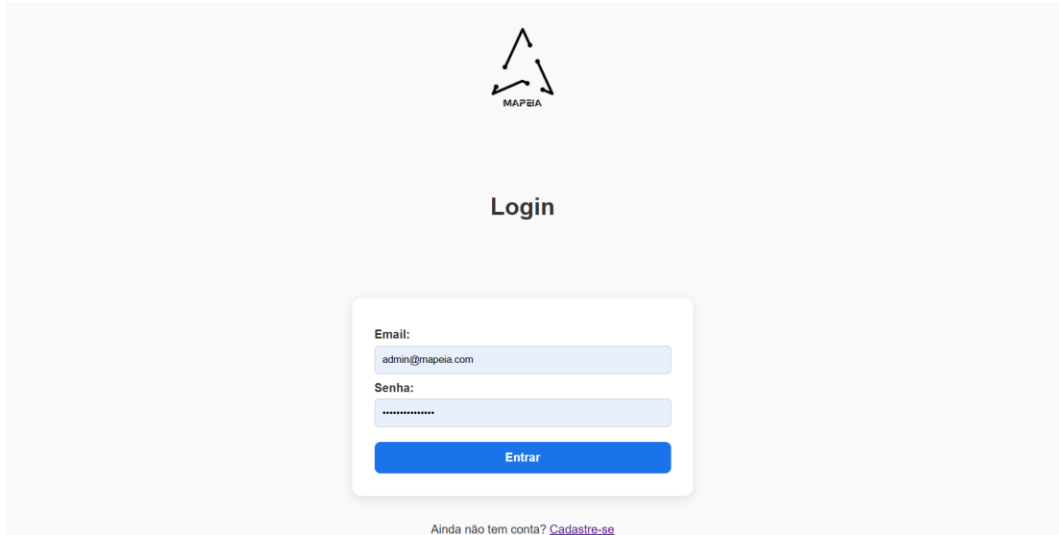 MAPEIA
Login
Email:
admin@mapeia.com
Senha:
•••••••••••••••
Entrar
Ainda não tem conta? Cadastre-se